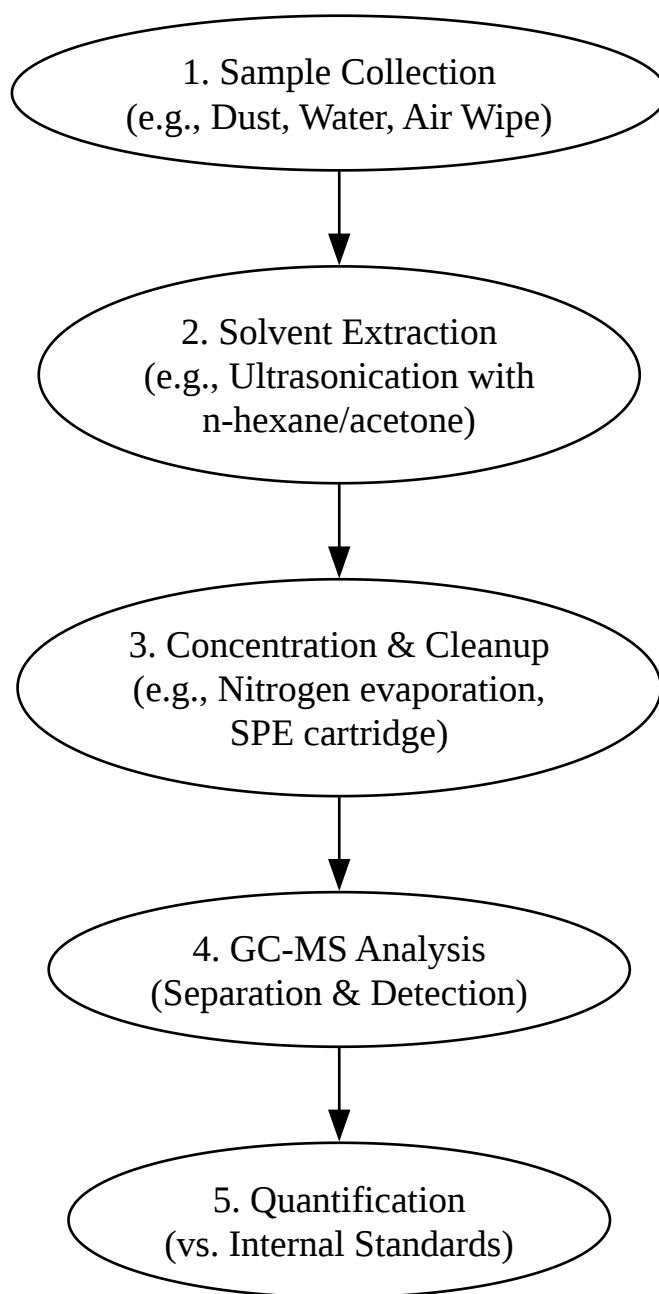 1. Sample Collection
(e.g., Dust, Water, Air Wipe)
2. Solvent Extraction
(e.g., Ultrasonication with
n-hexane/acetone)
3. Concentration & Cleanup
(e.g., Nitrogen evaporation,
SPE cartridge)
4. GC-MS Analysis
(Separation & Detection)
5. Quantification
(vs. Internal Standards)